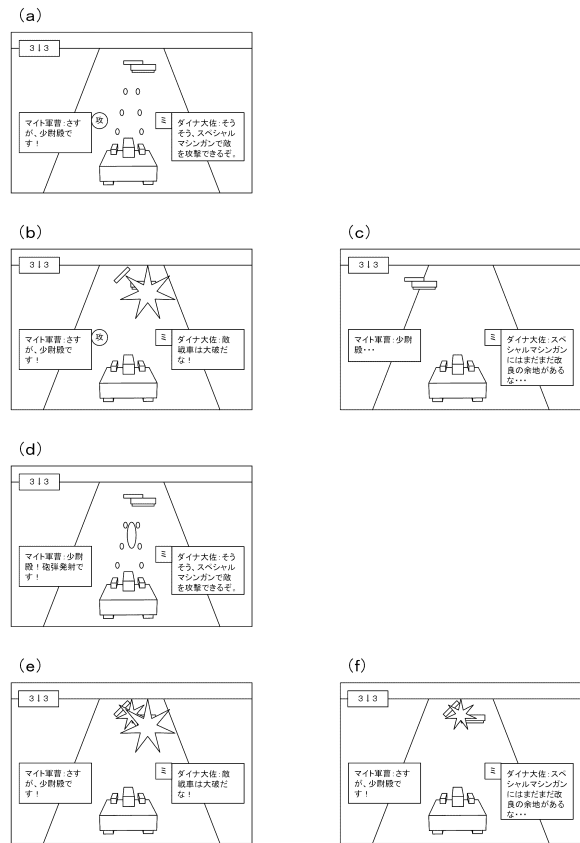 (a)
3↓3
マイト軍曹:さす
が、少尉殿で
す!
攻
ミ
ダイナ大佐:そう
そう、スペシャル
マシンガンで敵
を攻撃できるぞ。
(b)
3↓3
マイト軍曹:さす
が、少尉殿で
す!
攻
ミ
ダイナ大佐:敵
戦車は大破だ
な!
(c)
3↓3
マイト軍曹:少尉
殿・・・
ミ
ダイナ大佐:スペ
シャルマシンガン
にはまだまだ改
良の余地がある
な・・・
(d)
3↓3
マイト軍曹:少尉
殿!砲弾発射で
す!
ミ
ダイナ大佐:そう
そう、スペシャル
マシンガンで敵
を攻撃できるぞ。
(e)
3↓3
マイト軍曹:さす
が、少尉殿で
す!
ミ
ダイナ大佐:敵
戦車は大破だ
な!
(f)
3↓3
マイト軍曹:さす
が、少尉殿で
す!
ミ
ダイナ大佐:スペ
シャルマシンガン
にはまだまだ改
良の余地がある
な・・・